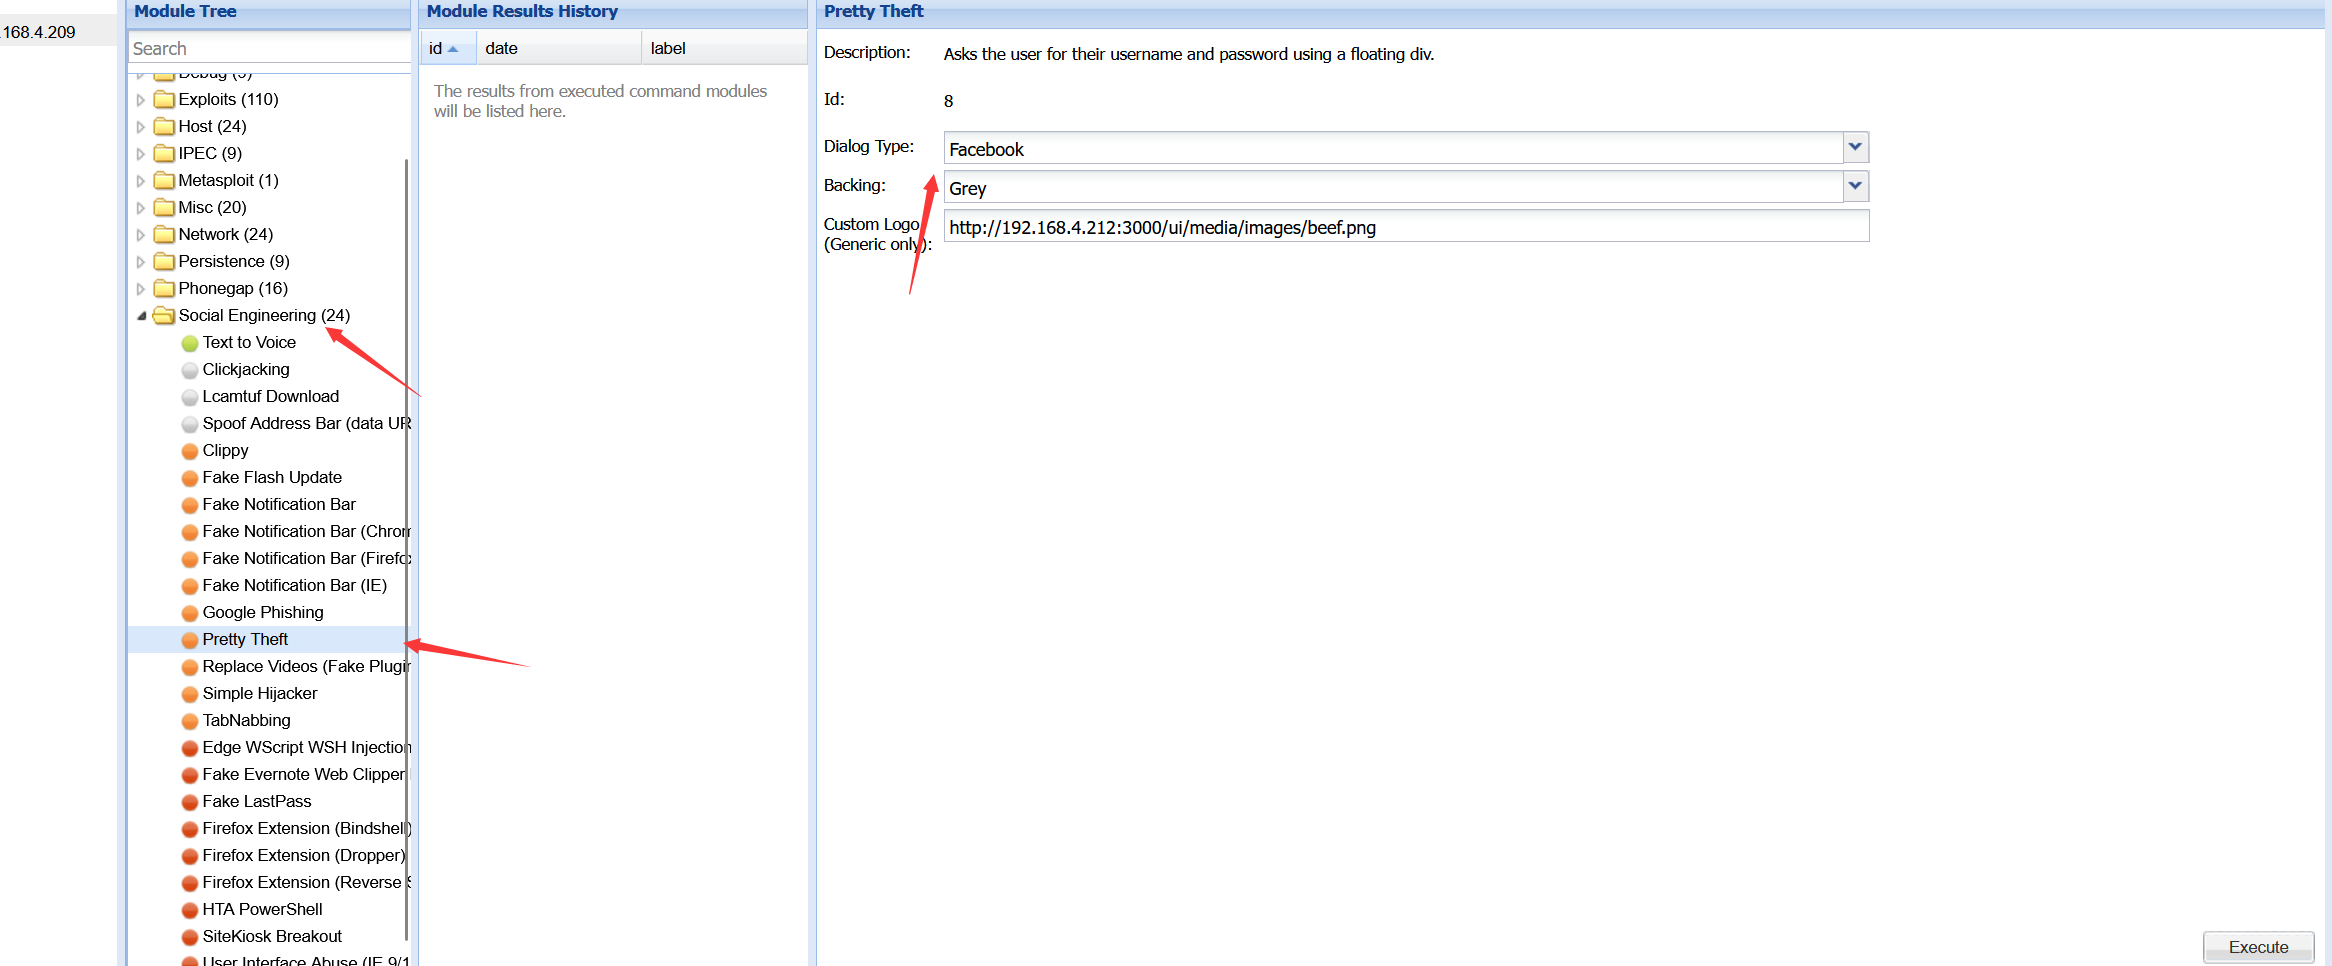 .168.4.209
Module Tree
Search
Debug (9)
Exploits (110)
Host (24)
IPEC (9)
Metasploit (1)
Misc (20)
Network (24)
Persistence (9)
Phonegap (16)
Social Engineering (24)
Text to Voice
Clickjacking
Lcamtuf Download
Spoof Address Bar (data UR
Clippy
Fake Flash Update
Fake Notification Bar
Fake Notification Bar (Chrom
Fake Notification Bar (Firefox
Fake Notification Bar (IE)
Google Phishing
Pretty Theft
Replace Videos (Fake Plugin
Simple Hijacker
TabNabbing
Edge WScript WSH Injection
Fake Evernote Web Clipper
Fake LastPass
Firefox Extension (Bindshell)
Firefox Extension (Dropper)
Firefox Extension (Reverse S
HTA PowerShell
SiteKiosk Breakout
User Interface Abuse (IE 9/1
Module Results History
id date label
The results from executed command modules
will be listed here.
Pretty Theft
Description: Asks the user for their username and password using a floating div.
Id: 8
Dialog Type: Facebook
Backing: Grey
Custom Logo
(Generic only): http://192.168.4.212:3000/ui/media/images/beef.png
Execute